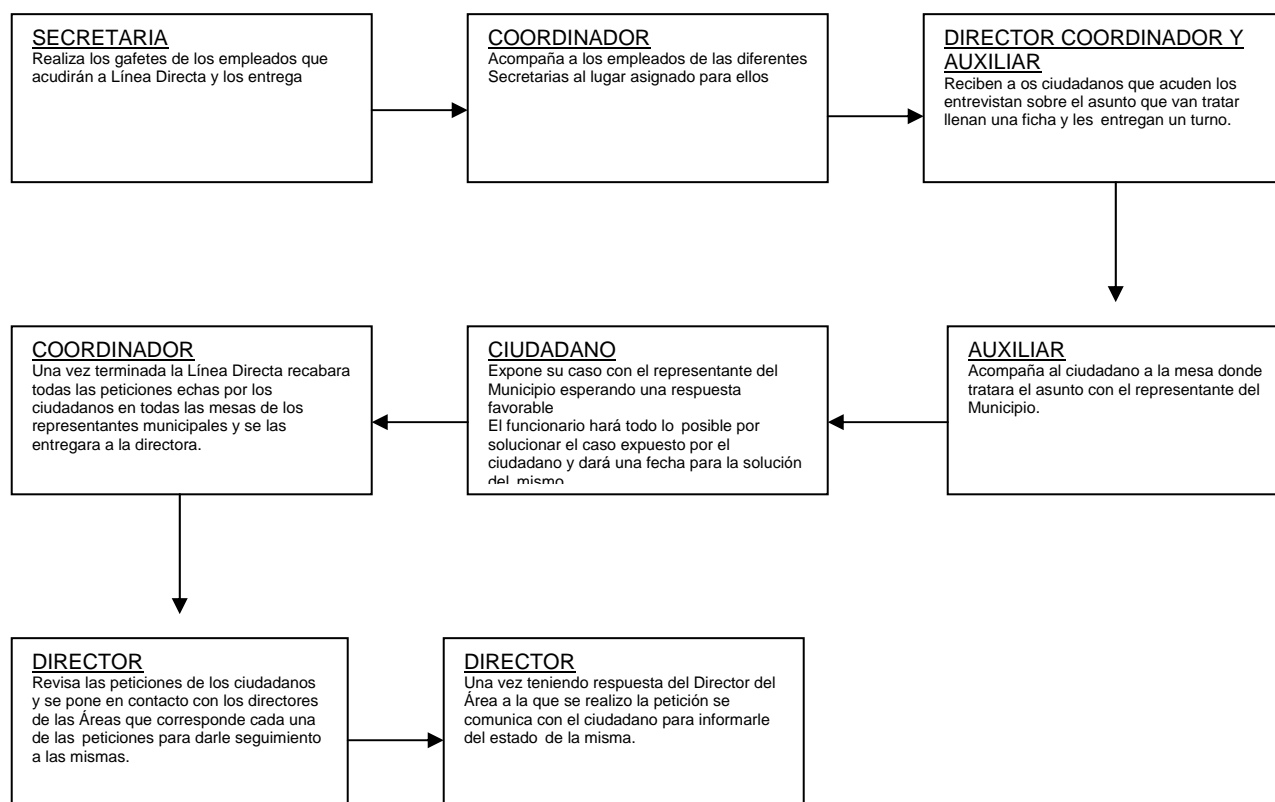 SECRETARIA
Realiza los gafetes de los empleados que
acudirán a Línea Directa y los entrega
COORDINADOR
Acompaña a los empleados de las diferentes
Secretarias al lugar asignado para ellos
DIRECTOR COORDINADOR Y
AUXILIAR
Reciben a os ciudadanos que acuden los
entrevistan sobre el asunto que van tratar
llenan una ficha y les entregan un turno.
COORDINADOR
Una vez terminada la Línea Directa recabara
todas las peticiones echas por los
ciudadanos en todas las mesas de los
representantes municipales y se las
entregara a la directora.
CIUDADANO
Expone su caso con el representante del
Municipio esperando una respuesta
favorable
El funcionario hará todo lo posible por
solucionar el caso expuesto por el
ciudadano y dará una fecha para la solución
del mismo
AUXILIAR
Acompaña al ciudadano a la mesa donde
tratara el asunto con el representante del
Municipio.
DIRECTOR
Revisa las peticiones de los ciudadanos
y se pone en contacto con los directores
de las Áreas que corresponde cada una
de las peticiones para darle seguimiento
a las mismas.
DIRECTOR
Una vez teniendo respuesta del Director del
Área a la que se realizo la petición se
comunica con el ciudadano para informarle
del estado de la misma.